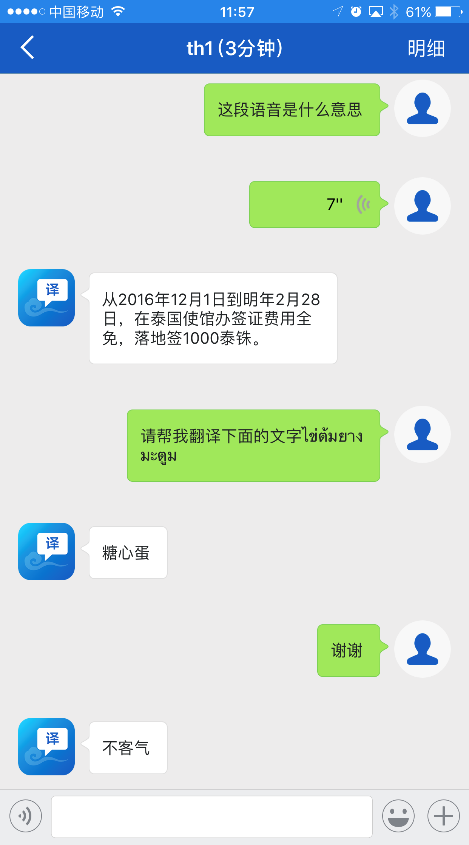 中国移动 11:57 61%
th1(3分钟) 明细
这段语音是什么意思
7''
译
从2016年12月1日到明年2月28
日，在泰国使馆办签证费用全
免，落地签1000泰铢。
请帮我翻译下面的文字ไข่ต้มยาง
มะตูม
译
糖心蛋
谢谢
译
不客气